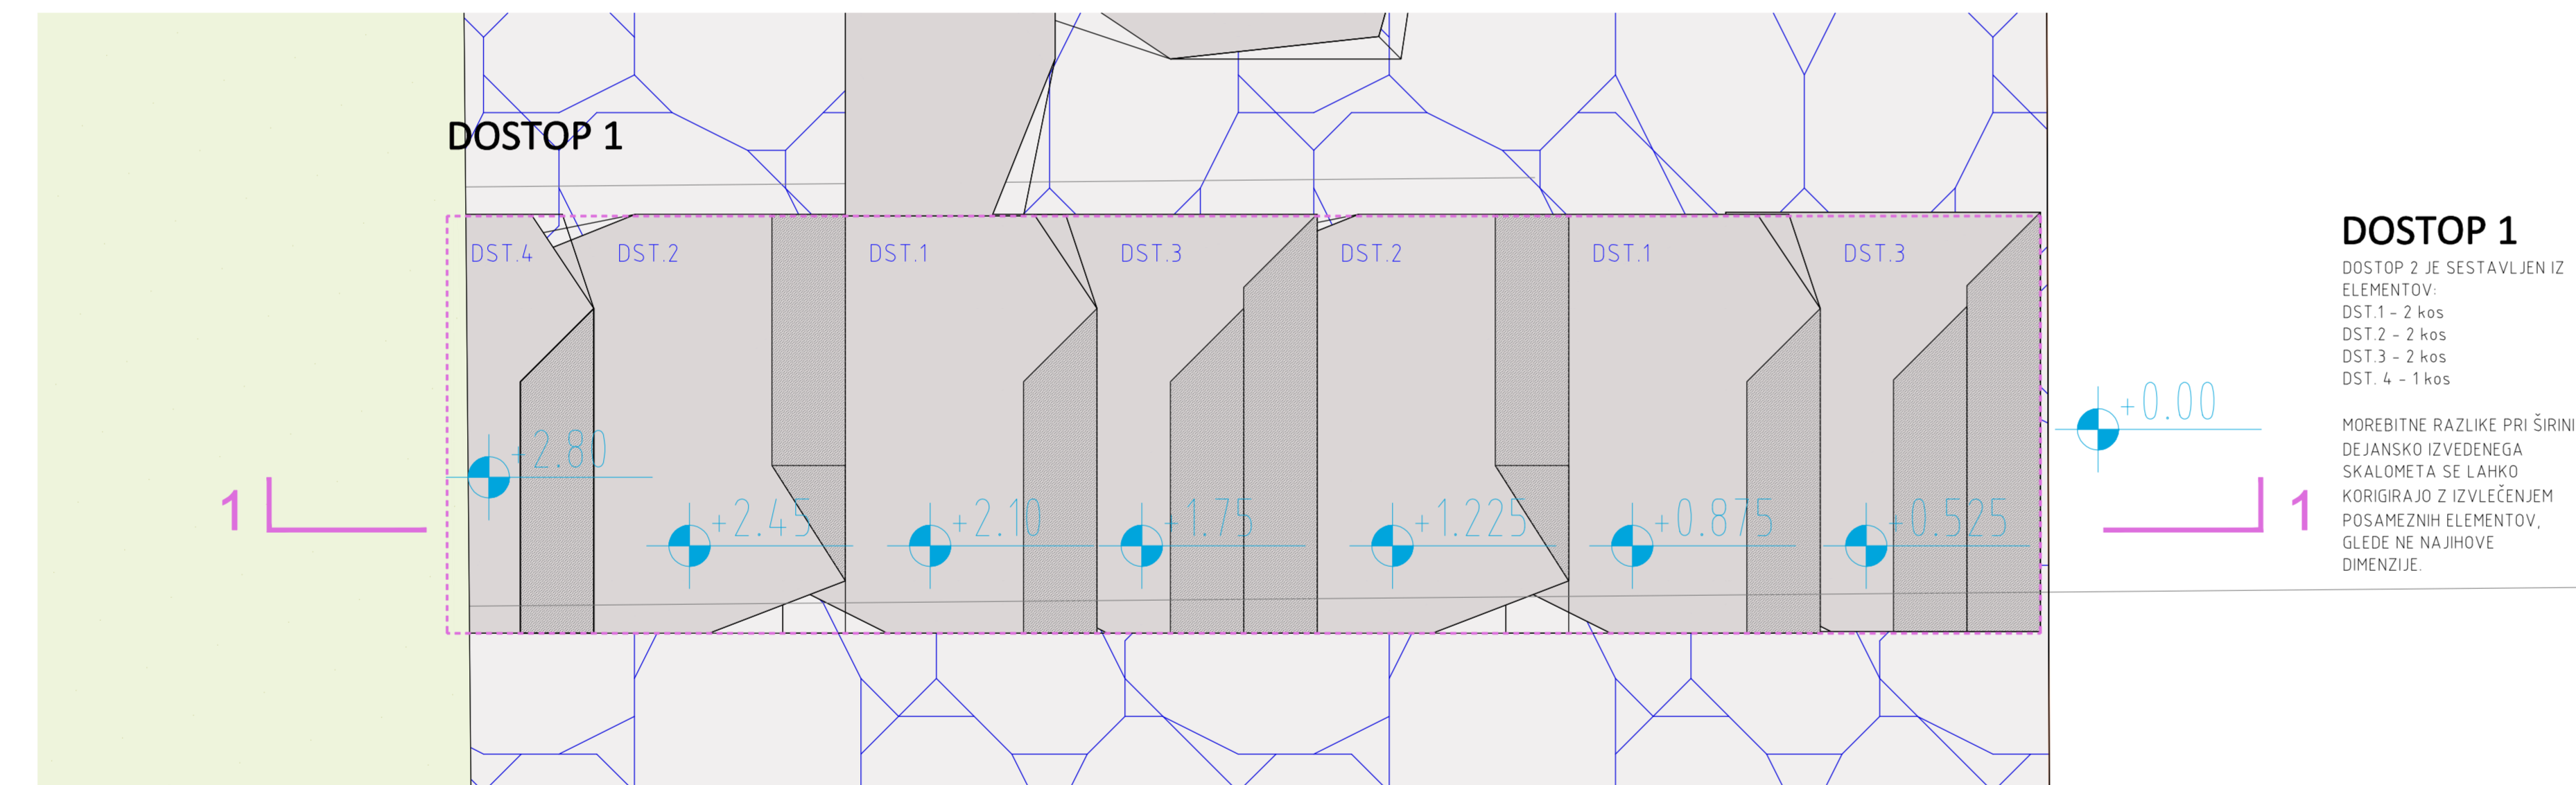 DOSTOP 1
DST.4
DST.2
DST.1
DST.3
DST.2
DST.1
DST.3
+2.80
+2.45
+2.10
+1.75
+1.225
+0.875
+0.525
+0.00
1
1
DOSTOP 1
DOSTOP 2 JE SESTAVLJEN IZ
ELEMENTOV:
DST.1 - 2 kos
DST.2 - 2 kos
DST.3 - 2 kos
DST. 4 - 1 kos
MOREBITNE RAZLIKE PRI ŠIRINI
DEJANSKO IZVEDENEGA
SKALOMETA SE LAHKO
KORIGIRAJO Z IZVLEČENJEM
POSAMEZNIH ELEMENTOV,
GLEDE NE NAJIHOVE
DIMENZIJE.